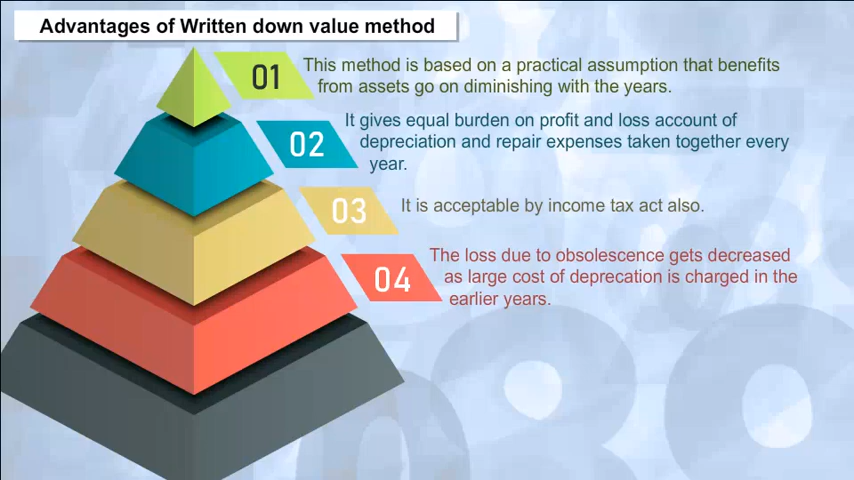 Advantages of Written down value method
01
This method is based on a practical assumption that benefits
from assets go on diminishing with the years.
02
It gives equal burden on profit and loss account of
depreciation and repair expenses taken together every
year.
03
It is acceptable by income tax act also.
04
The loss due to obsolescence gets decreased
as large cost of deprecation is charged in the
earlier years.